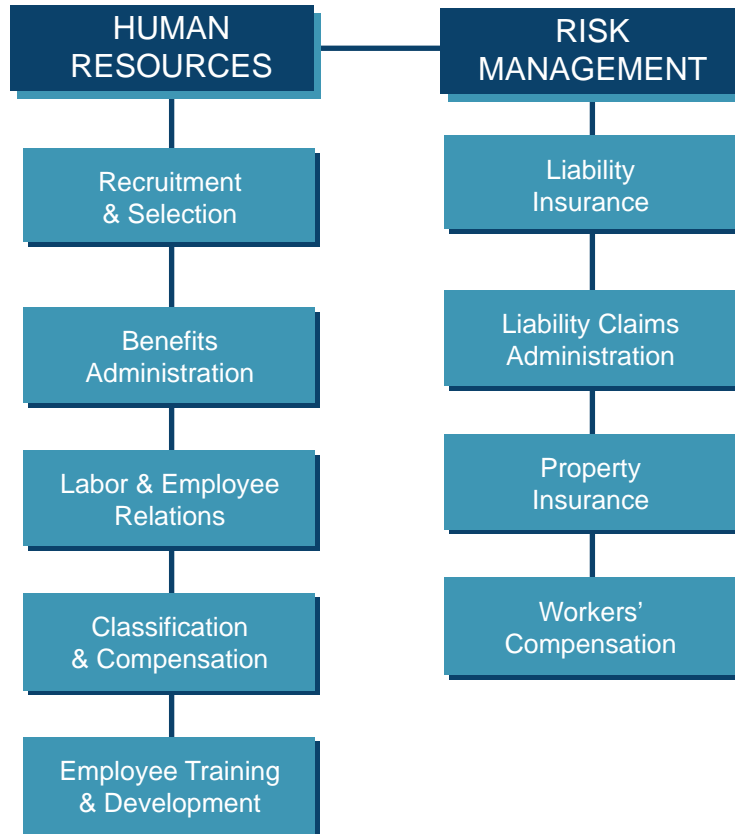 HUMAN
RESOURCES
Recruitment
& Selection
Benefits
Administration
Labor & Employee
Relations
Classification
& Compensation
Employee Training
& Development
RISK
MANAGEMENT
Liability
Insurance
Liability Claims
Administration
Property
Insurance
Workers’
Compensation